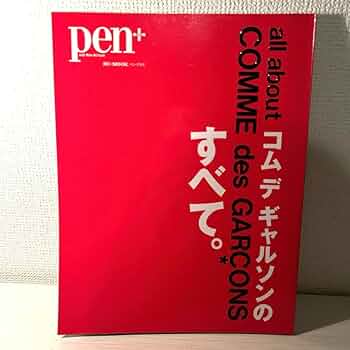 pen+
all about
COMME des GARÇONS
コム デ ギャルソンの
すべて。*